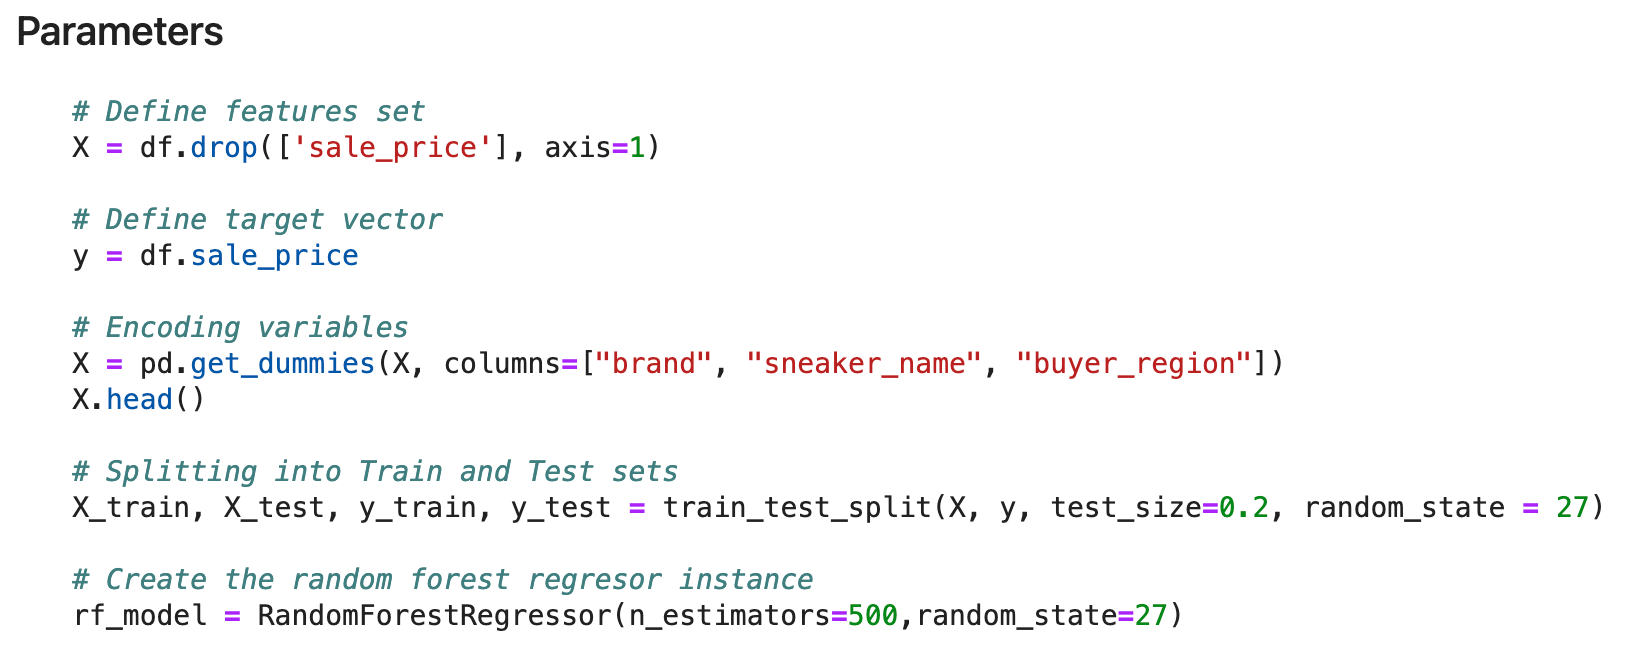 Parameters
# Define features set
X = df.drop(['sale_price'], axis=1)
# Define target vector
y = df.sale_price
# Encoding variables
X = pd.get_dummies(X, columns=["brand", "sneaker_name", "buyer_region"])
X.head()
# Splitting into Train and Test sets
X_train, X_test, y_train, y_test = train_test_split(X, y, test_size=0.2, random_state = 27)
# Create the random forest regresor instance
rf_model = RandomForestRegressor(n_estimators=500,random_state=27)